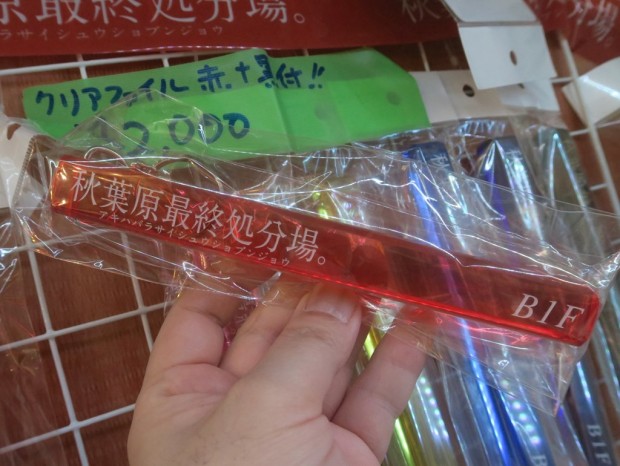 原最終処分場。
バラサイシュウショブンジョウ
クリアファイル 赤+黒付!!
¥2,000
秋葉原最終処分場。
アキハバラサイシュウショブンジョウ
B1F